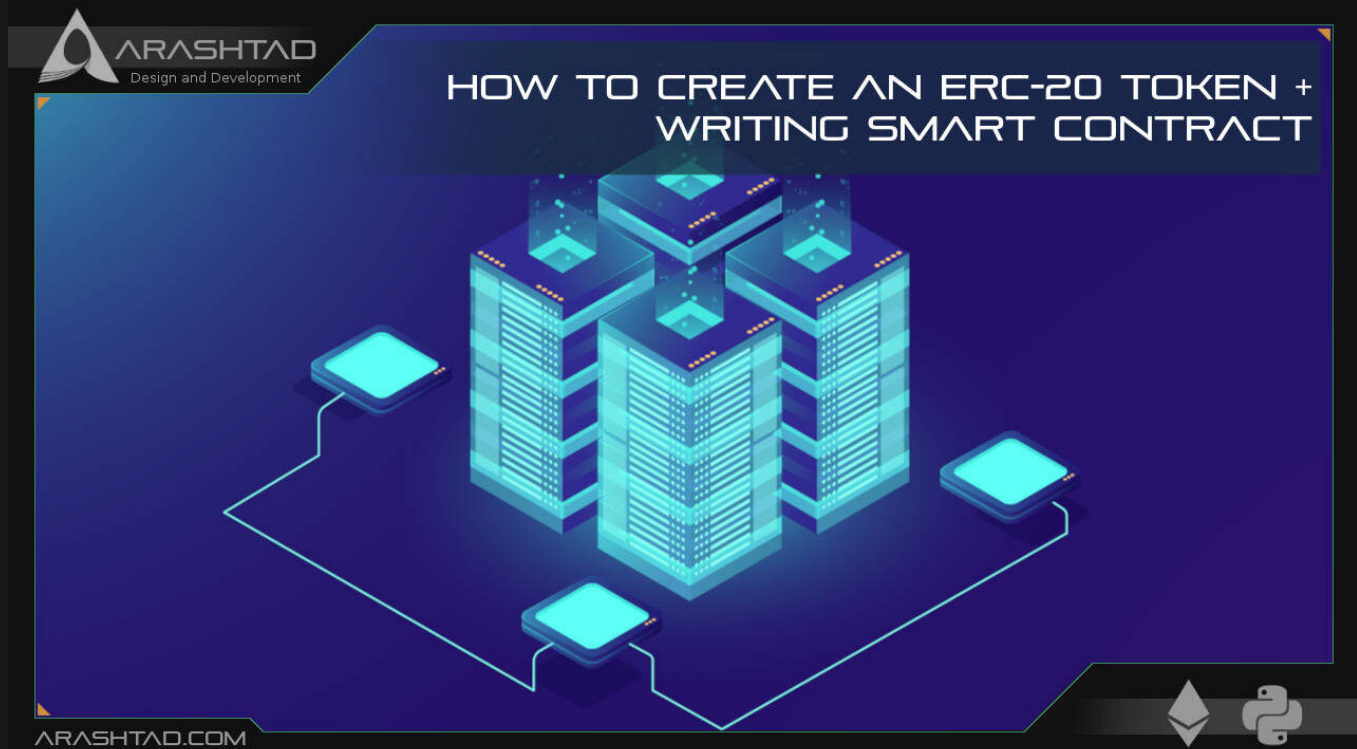 ARASHTAD
Design and Development
HOW TO CREATE AN ERC-20 TOKEN +
WRITING SMART CONTRACT
ARASHTAD.COM